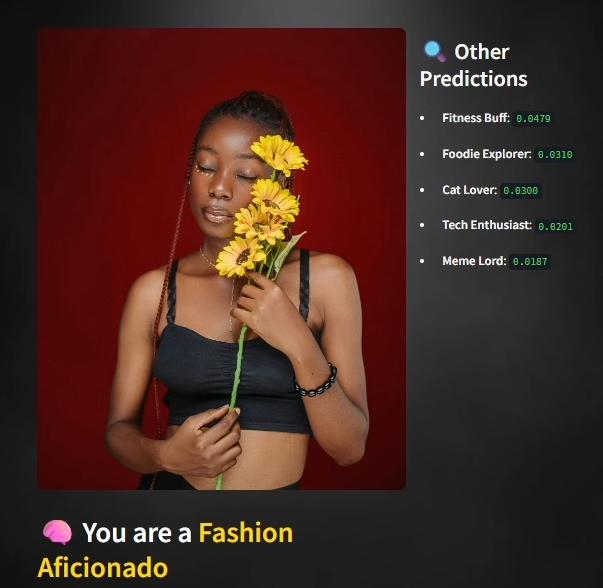 🔍 Other
Predictions
• Fitness Buff: 0.0479
• Foodie Explorer: 0.0310
• Cat Lover: 0.0300
• Tech Enthusiast: 0.0201
• Meme Lord: 0.0187
🧠 You are a Fashion
Aficionado